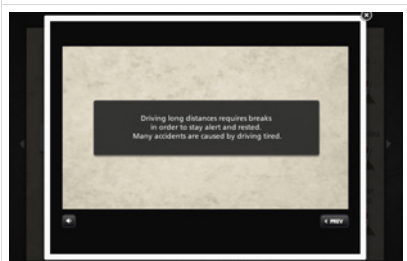 Driving long distances requires breaks
in order to stay alert and rested.
Many accidents are caused by driving tired.
PREV